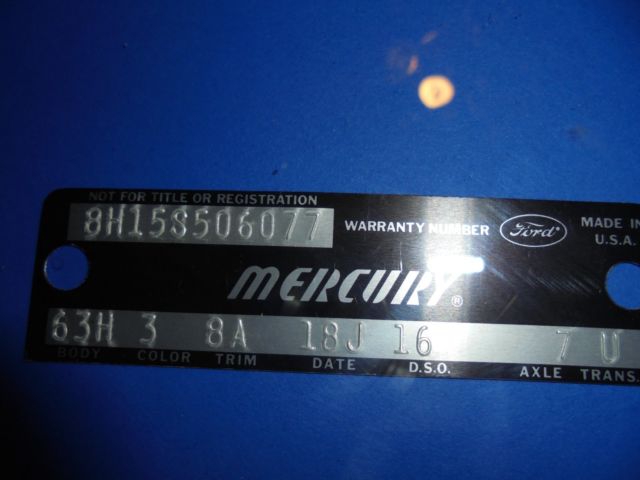 NOT FOR TITLE OR REGISTRATION
8H15S506077 WARRANTY NUMBER Ford® MADE IN U.S.A.
MERCURY®
63H 3 8A 18J 16 7 U
BODY COLOR TRIM DATE D.S.O. AXLE TRANS.